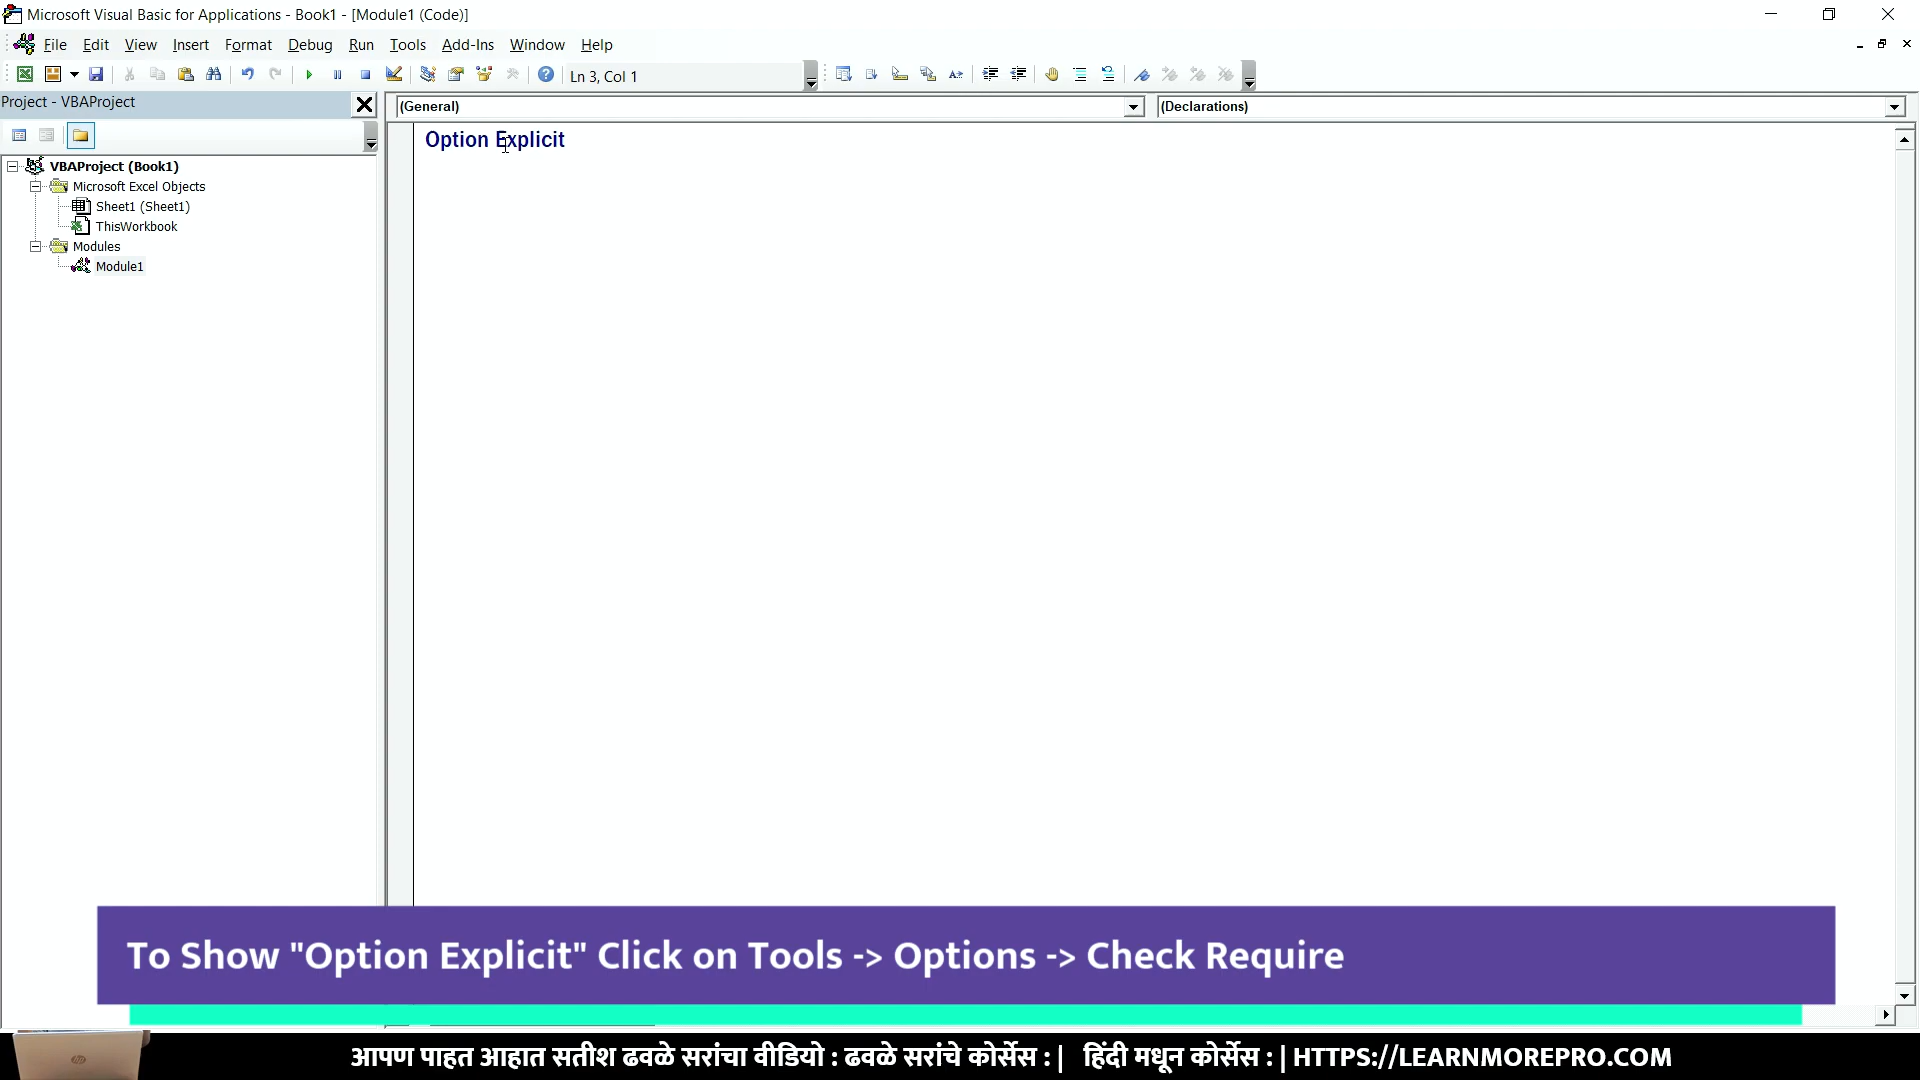 Microsoft Visual Basic for Applications - Book1 - [Module1 (Code)]
File Edit View Insert Format Debug Run Tools Add-Ins Window Help
Ln 3, Col 1
Project - VBAProject
(General)
(Declarations)
Option Explicit
VBAProject (Book1)
Microsoft Excel Objects
Sheet1 (Sheet1)
ThisWorkbook
Modules
Module1
To Show "Option Explicit" Click on Tools -> Options -> Check Require
आपण पाहत आहात सतीश ढवळे सरांचा वीडियो : ढवळे सरांचे कोर्सेस : | हिंदी मधून कोर्सेस : | HTTPS://LEARNMOREPRO.COM